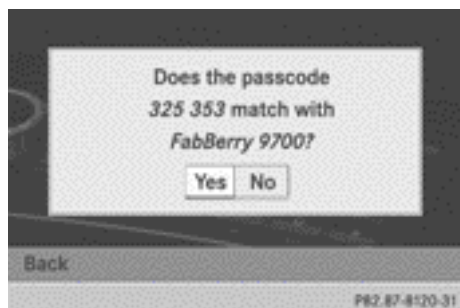 Does the passcode
325 353 match with
FabBerry 9700?
Yes No
Back
P82.87-8120-31